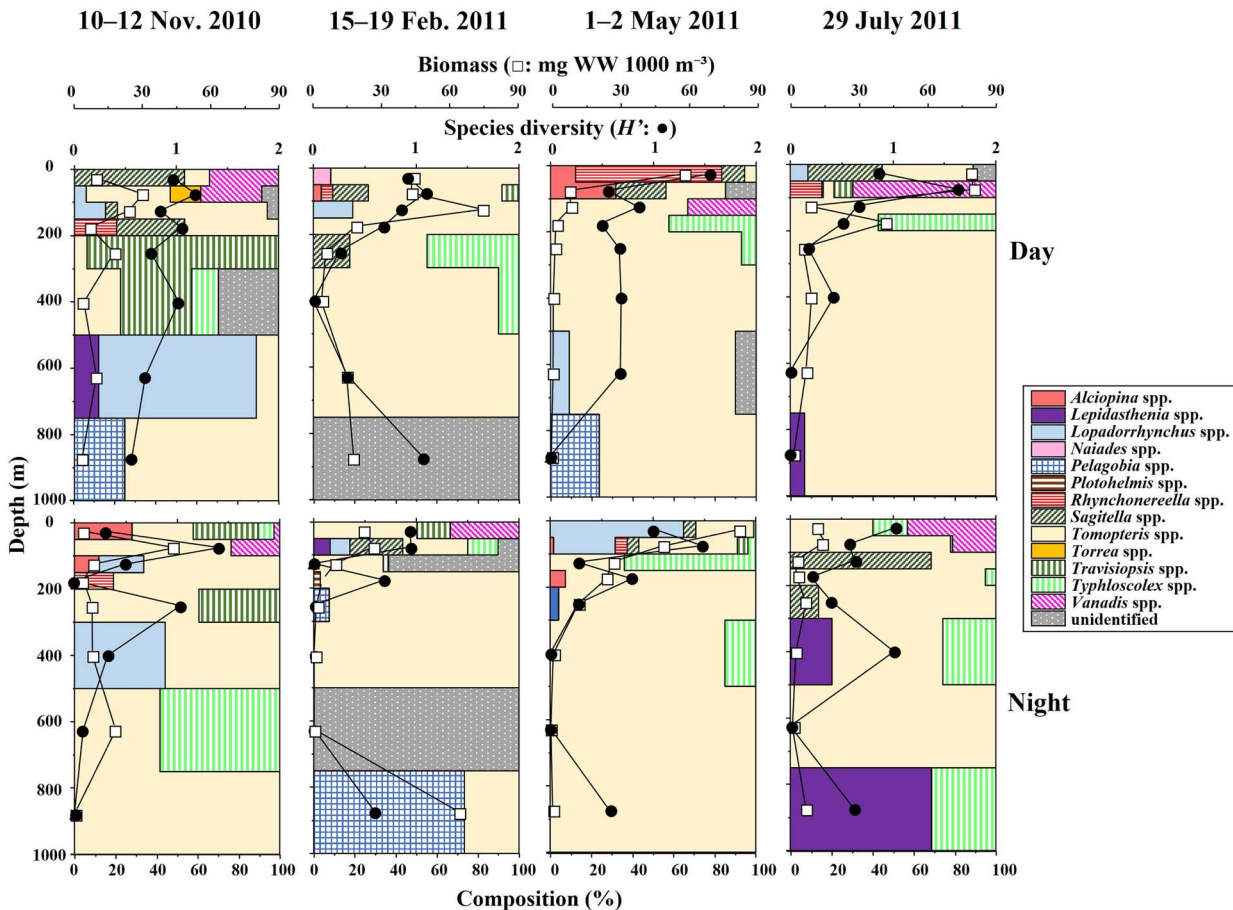 10–12 Nov. 2010
15–19 Feb. 2011
1–2 May 2011
29 July 2011
Biomass (□: mg WW 1000 m⁻³)
0 30 60 90 0 30 60 90 0 30 60 90 0 30 60 90
Species diversity (H’: ●)
0 1 2 0 1 2 0 1 2 0 1 2
0
200
400
600
800
1000
Day
Depth (m)
0
200
400
600
800
1000
Night
Alciopina spp.
Lepidasthenia spp.
Lopadorrhynchus spp.
Naiades spp.
Pelagobia spp.
Plotohelmis spp.
Rhynchonereella spp.
Sagitella spp.
Tomopteris spp.
Torrea spp.
Travisiopsis spp.
Typhloscolex spp.
Vanadis spp.
unidentified
0 20 40 60 80 100 0 20 40 60 80 100 0 20 40 60 80 100 0 20 40 60 80 100
Composition (%)